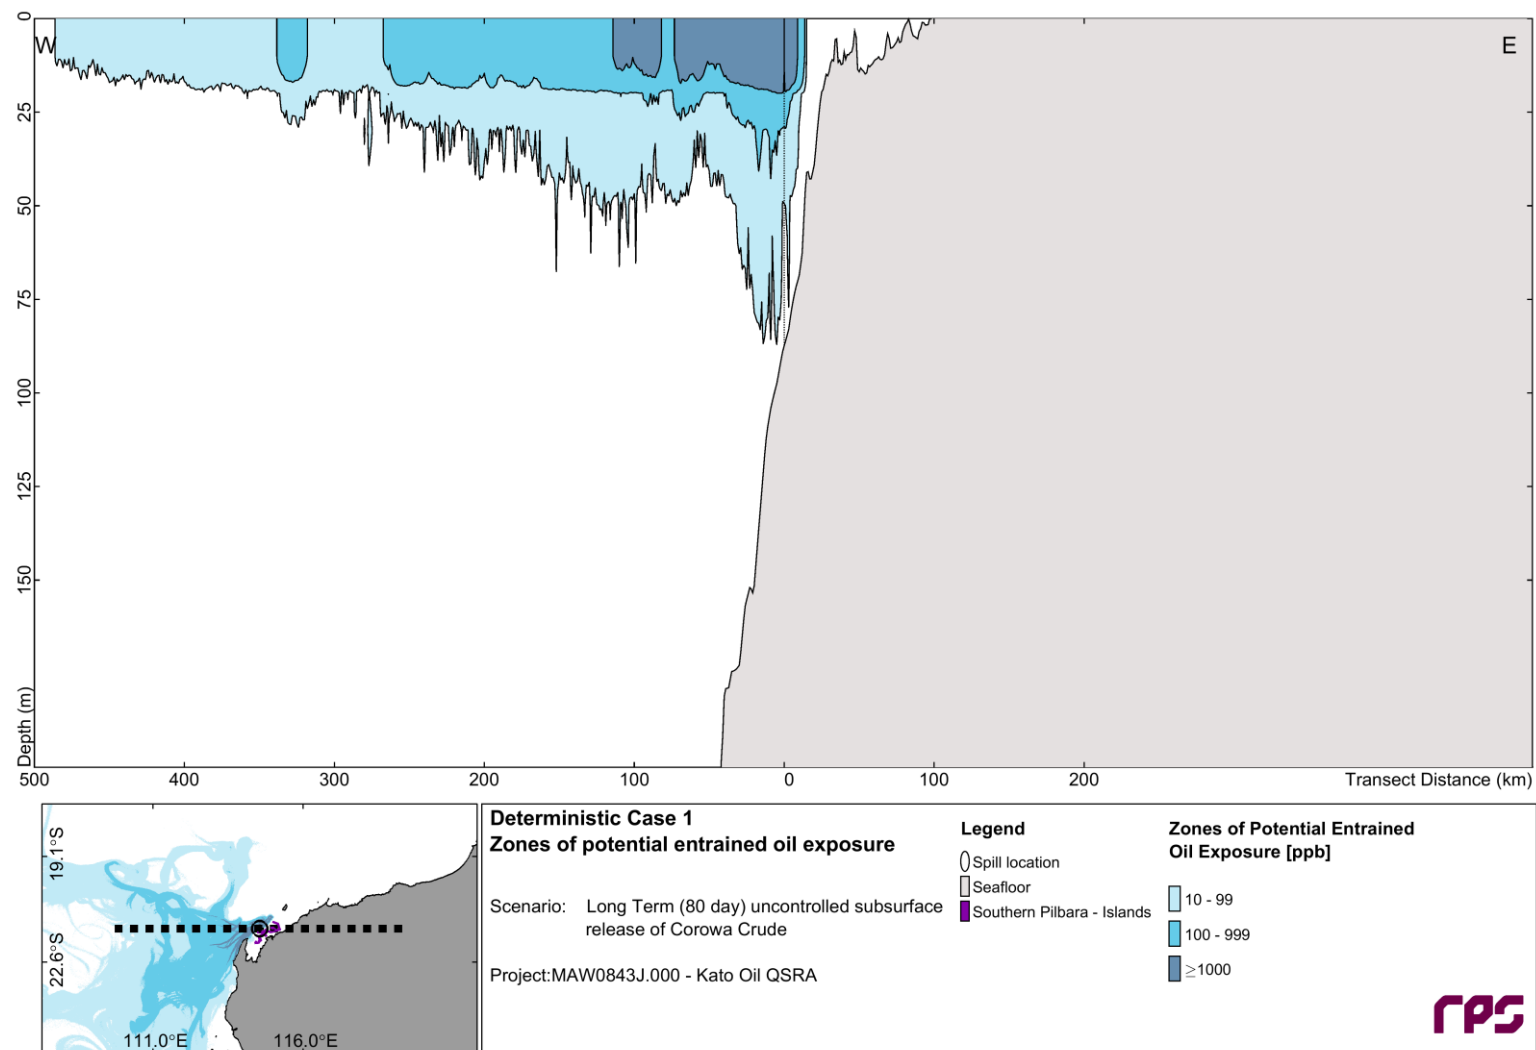 0
W
E
25
50
75
100
125
150
Depth (m)
500
400
300
200
100
0
100
200
Transect Distance (km)
19.1°S
22.6°S
111.0°E
116.0°E
Deterministic Case 1
Zones of potential entrained oil exposure
Scenario: Long Term (80 day) uncontrolled subsurface
release of Corowa Crude
Project:MAW0843J.000 - Kato Oil QSRA
Legend
Spill location
Seafloor
Southern Pilbara - Islands
Zones of Potential Entrained
Oil Exposure [ppb]
10 - 99
100 - 999
≥1000
rps